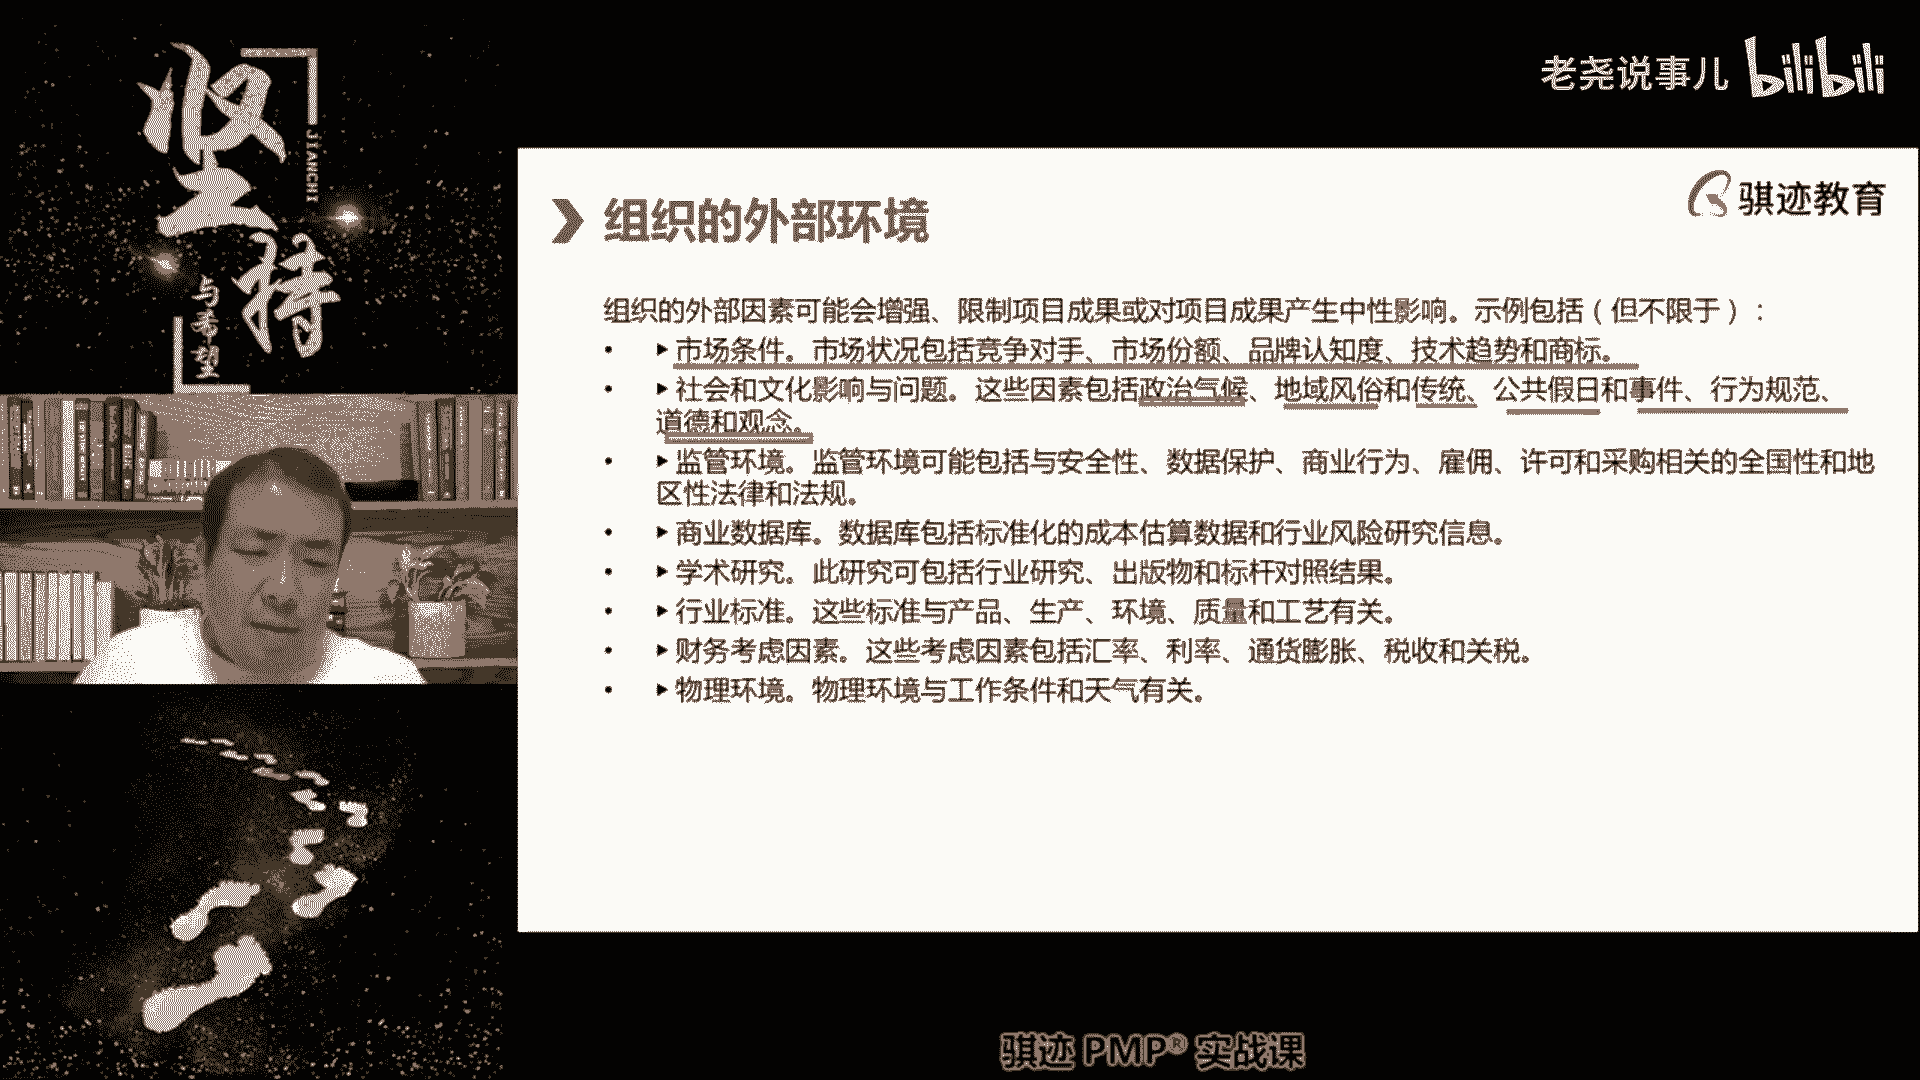 坚持
JIANCHI
与希望
老尧说事儿 bilibili
骐迹教育
组织的外部环境
组织的外部因素可能会增强、限制项目成果或对项目成果产生中性影响。示例包括（但不限于）：
• ▶市场条件。市场状况包括竞争对手、市场份额、品牌认知度、技术趋势和商标。
• ▶社会和文化影响与问题。这些因素包括政治气候、地域风俗和传统、公共假日和事件、行为规范、
道德和观念。
• ▶监管环境。监管环境可能包括与安全性、数据保护、商业行为、雇佣、许可和采购相关的全国性和地
区性法律和法规。
• ▶商业数据库。数据库包括标准化的成本估算数据和行业风险研究信息。
• ▶学术研究。此研究可包括行业研究、出版物和标杆对照结果。
• ▶行业标准。这些标准与产品、生产、环境、质量和工艺有关。
• ▶财务考虑因素。这些考虑因素包括汇率、利率、通货膨胀、税收和关税。
• ▶物理环境。物理环境与工作条件和天气有关。
骐迹 PMP® 实战课